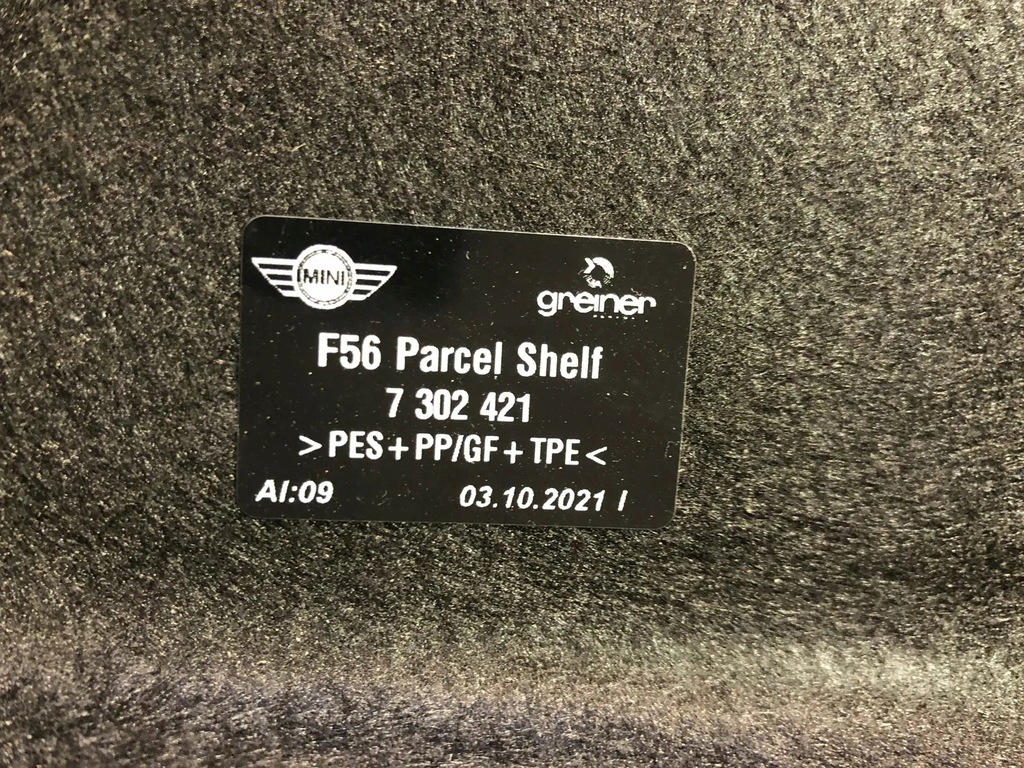 MINI
greiner
F56 Parcel Shelf
7 302 421
>PES+PP/GF+TPE<
AI:09 03.10.2021 I